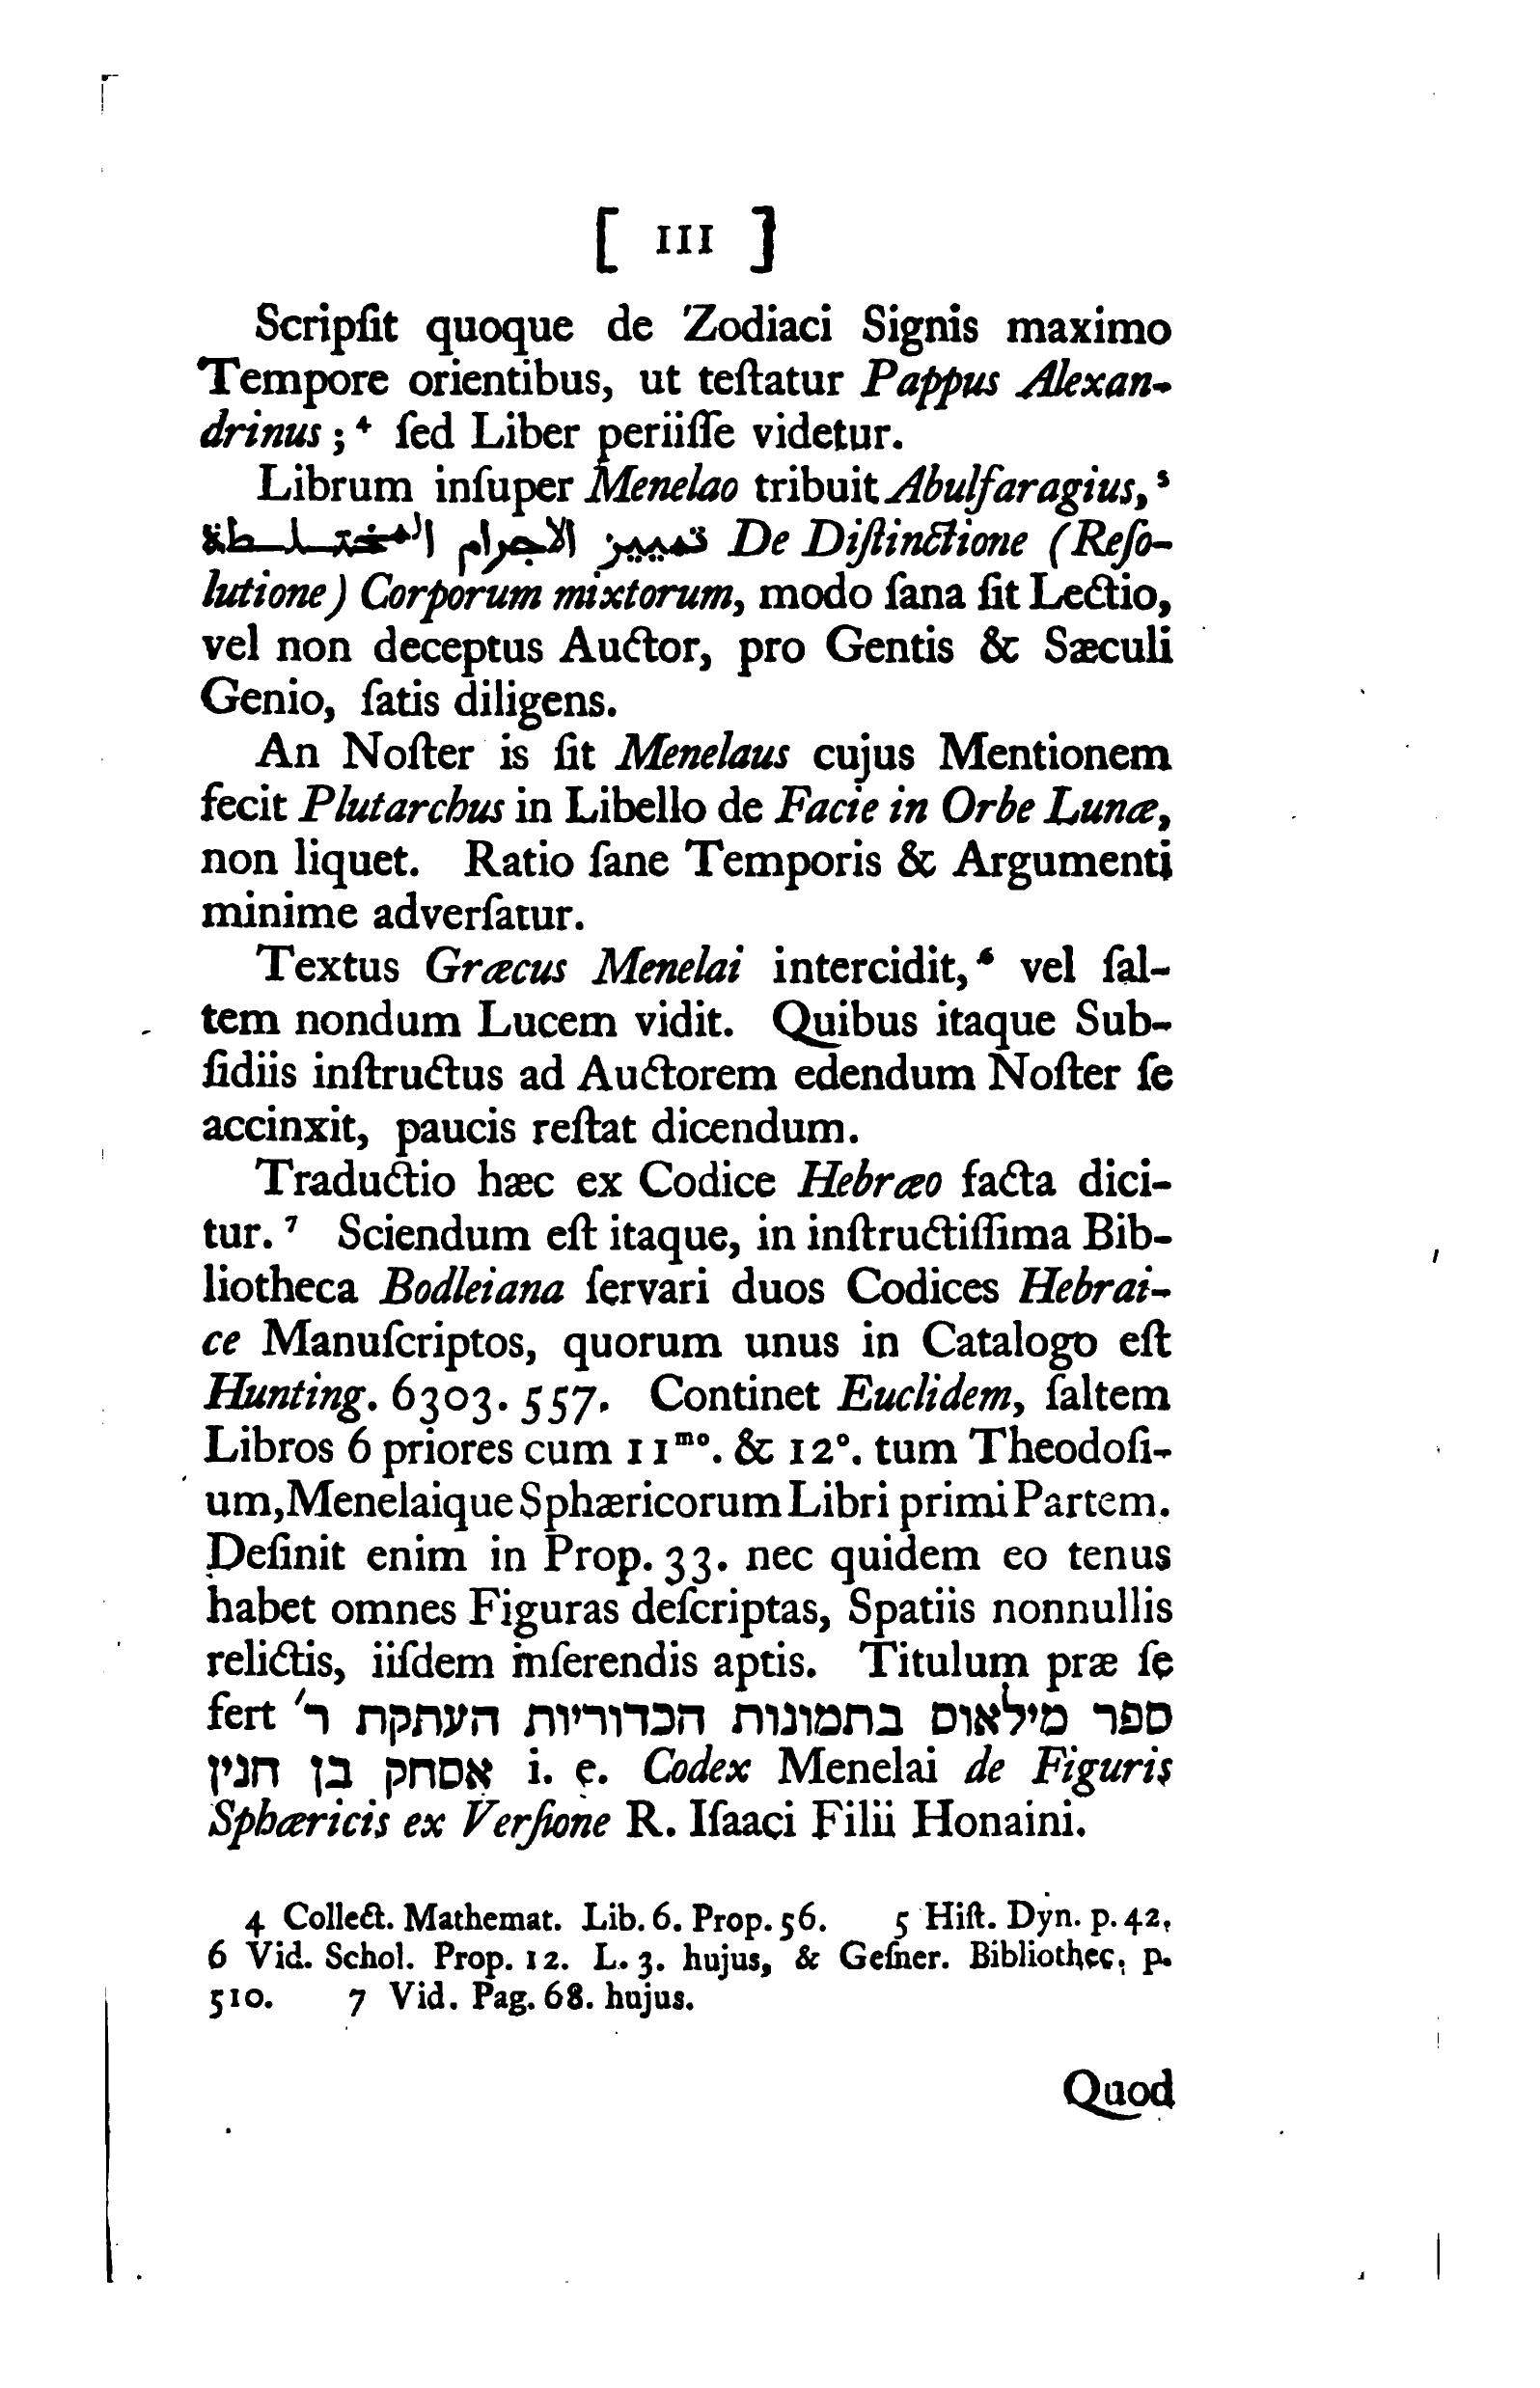 [ III ]
Scripſit quoque de Zodiaci Signis maximo
Tempore orientibus, ut teſtatur Pappus Alexan-
drinus;⁴ ſed Liber periiſſe videtur.
Librum inſuper Menelao tribuit Abulfaragius,⁵
تمييز الاجرام المختلطة De Diſtinctione (Reſo-
lutione) Corporum mixtorum, modo ſana ſit Lectio,
vel non deceptus Auctor, pro Gentis & Sæculi
Genio, ſatis diligens.
An Noſter is ſit Menelaus cujus Mentionem
fecit Plutarchus in Libello de Facie in Orbe Lunæ,
non liquet. Ratio ſane Temporis & Argumenti
minime adverſatur.
Textus Græcus Menelai intercidit,⁶ vel ſal-
tem nondum Lucem vidit. Quibus itaque Sub-
ſidiis inſtructus ad Auctorem edendum Noſter ſe
accinxit, paucis reſtat dicendum.
Traductio hæc ex Codice Hebræo facta dici-
tur.⁷ Sciendum eſt itaque, in inſtructiſſima Bib-
liotheca Bodleiana ſervari duos Codices Hebrai-
ce Manuſcriptos, quorum unus in Catalogo eſt
Hunting. 6303. 557. Continet Euclidem, ſaltem
Libros 6 priores cum 11ᵐᵒ. & 12°. tum Theodoſi-
um, Menelaique Sphæricorum Libri primi Partem.
Deſinit enim in Prop. 33. nec quidem eo tenus
habet omnes Figuras deſcriptas, Spatiis nonnullis
relictis, iiſdem inſerendis aptis. Titulum præ ſe
fert ספר מילאוס בתמונות הכדוריות העתקת ר'
אסחק בן חנין i. e. Codex Menelai de Figuris
Sphæricis ex Verſione R. Iſaaci Filii Honaini.
4 Collect. Mathemat. Lib. 6. Prop. 56. 5 Hiſt. Dyn. p. 42.
6 Vid. Schol. Prop. 12. L. 3. hujus, & Geſner. Bibliothec. p.
510. 7 Vid. Pag. 68. hujus.
Quod